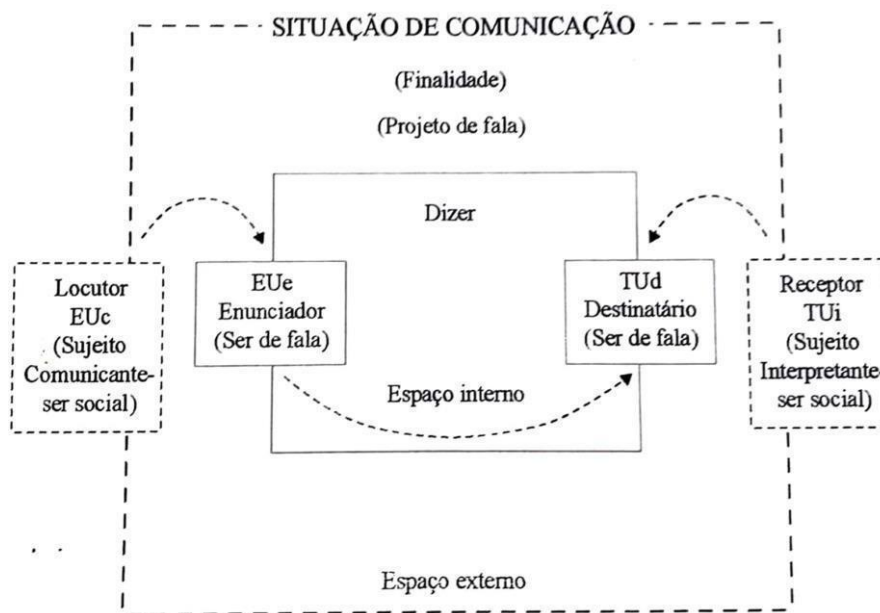 SITUAÇÃO DE COMUNICAÇÃO
(Finalidade)
(Projeto de fala)
Dizer
Locutor
EUc
(Sujeito
Comunicante-
ser social)
EUe
Enunciador
(Ser de fala)
TUd
Destinatário
(Ser de fala)
Receptor
TUi
(Sujeito
Interpretante-
ser social)
Espaço interno
Espaço externo